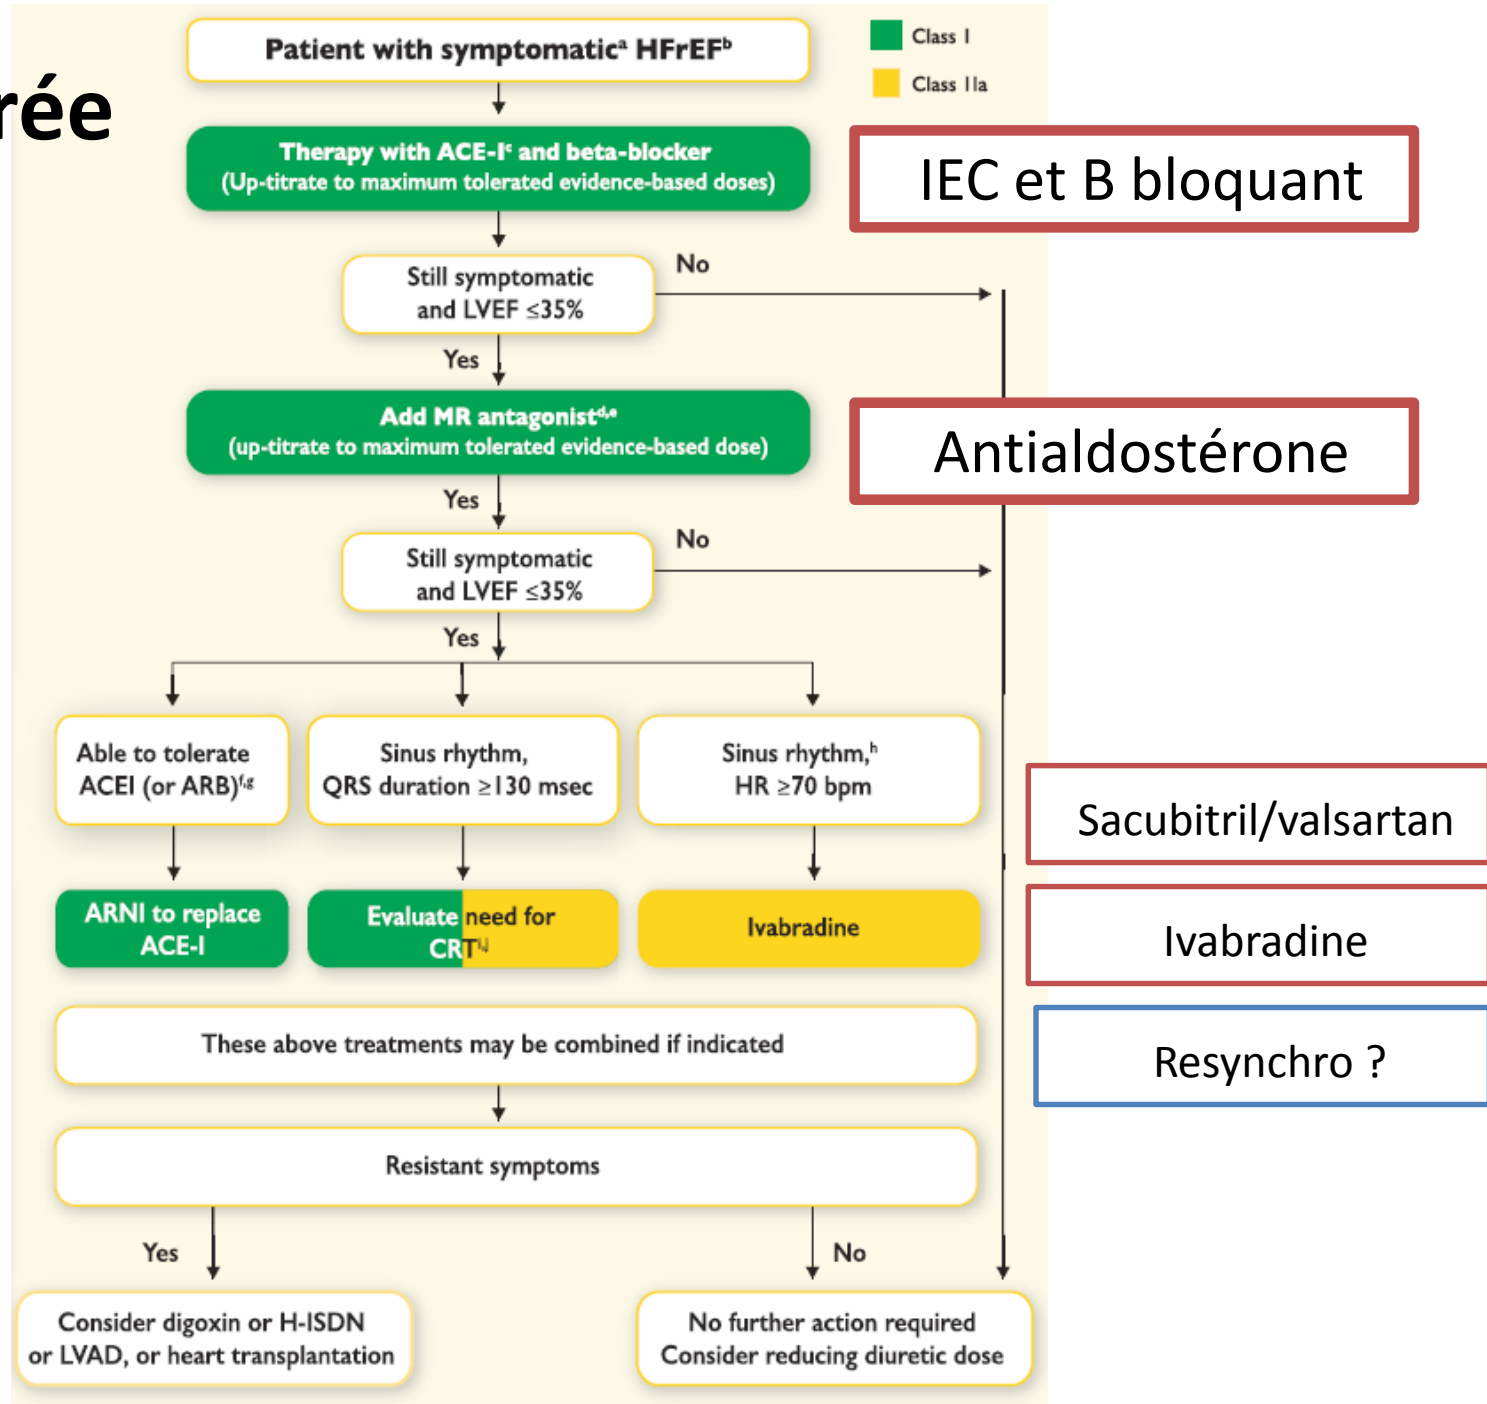 rée
Patient with symptomaticᵃ HFrEFᵇ
Class I
Class IIa
Therapy with ACE-Iᶜ and beta-blocker
(Up-titrate to maximum tolerated evidence-based doses)
IEC et B bloquant
Still symptomatic
and LVEF ≤35%
No
Yes
Add MR antagonistᵈ,ᵉ
(up-titrate to maximum tolerated evidence-based dose)
Antialdostérone
Yes
Still symptomatic
and LVEF ≤35%
No
Yes
Able to tolerate
ACEI (or ARB)ᶠ,ᵍ
Sinus rhythm,
QRS duration ≥130 msec
Sinus rhythm,ʰ
HR ≥70 bpm
Sacubitril/valsartan
ARNI to replace
ACE-I
Evaluate need for
CRTⁱ,ʲ
Ivabradine
Ivabradine
These above treatments may be combined if indicated
Resynchro ?
Resistant symptoms
Yes
No
Consider digoxin or H-ISDN
or LVAD, or heart transplantation
No further action required
Consider reducing diuretic dose